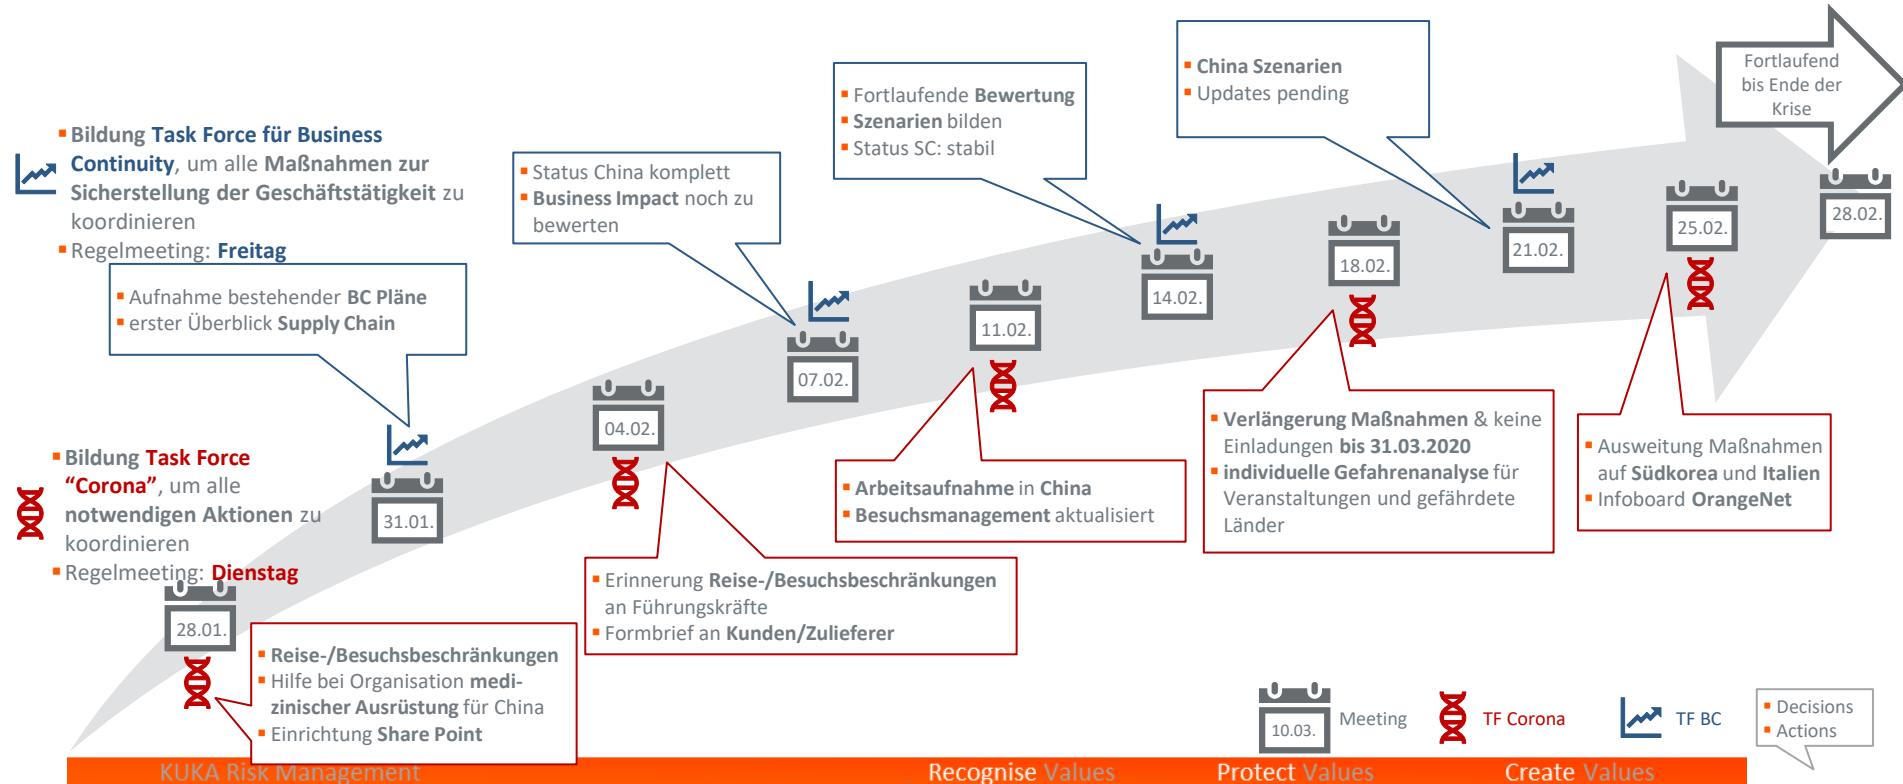 ▪ Bildung Task Force für Business
Continuity, um alle Maßnahmen zur
Sicherstellung der Geschäftstätigkeit zu
koordinieren
▪ Regelmeeting: Freitag
▪ Aufnahme bestehender BC Pläne
▪ erster Überblick Supply Chain
▪ Status China komplett
▪ Business Impact noch zu
bewerten
▪ Fortlaufende Bewertung
▪ Szenarien bilden
▪ Status SC: stabil
▪ China Szenarien
▪ Updates pending
Fortlaufend
bis Ende der
Krise
28.01.
31.01.
04.02.
07.02.
11.02.
14.02.
18.02.
21.02.
25.02.
28.02.
▪ Bildung Task Force
“Corona”, um alle
notwendigen Aktionen zu
koordinieren
▪ Regelmeeting: Dienstag
▪ Reise-/Besuchsbeschränkungen
▪ Hilfe bei Organisation medi-
zinischer Ausrüstung für China
▪ Einrichtung Share Point
▪ Erinnerung Reise-/Besuchsbeschränkungen
an Führungskräfte
▪ Formbrief an Kunden/Zulieferer
▪ Arbeitsaufnahme in China
▪ Besuchsmanagement aktualisiert
▪ Verlängerung Maßnahmen & keine
Einladungen bis 31.03.2020
▪ individuelle Gefahrenanalyse für
Veranstaltungen und gefährdete
Länder
▪ Ausweitung Maßnahmen
auf Südkorea und Italien
▪ Infoboard OrangeNet
10.03.
Meeting
TF Corona
TF BC
▪ Decisions
▪ Actions
KUKA Risk Management
Recognise Values
Protect Values
Create Values